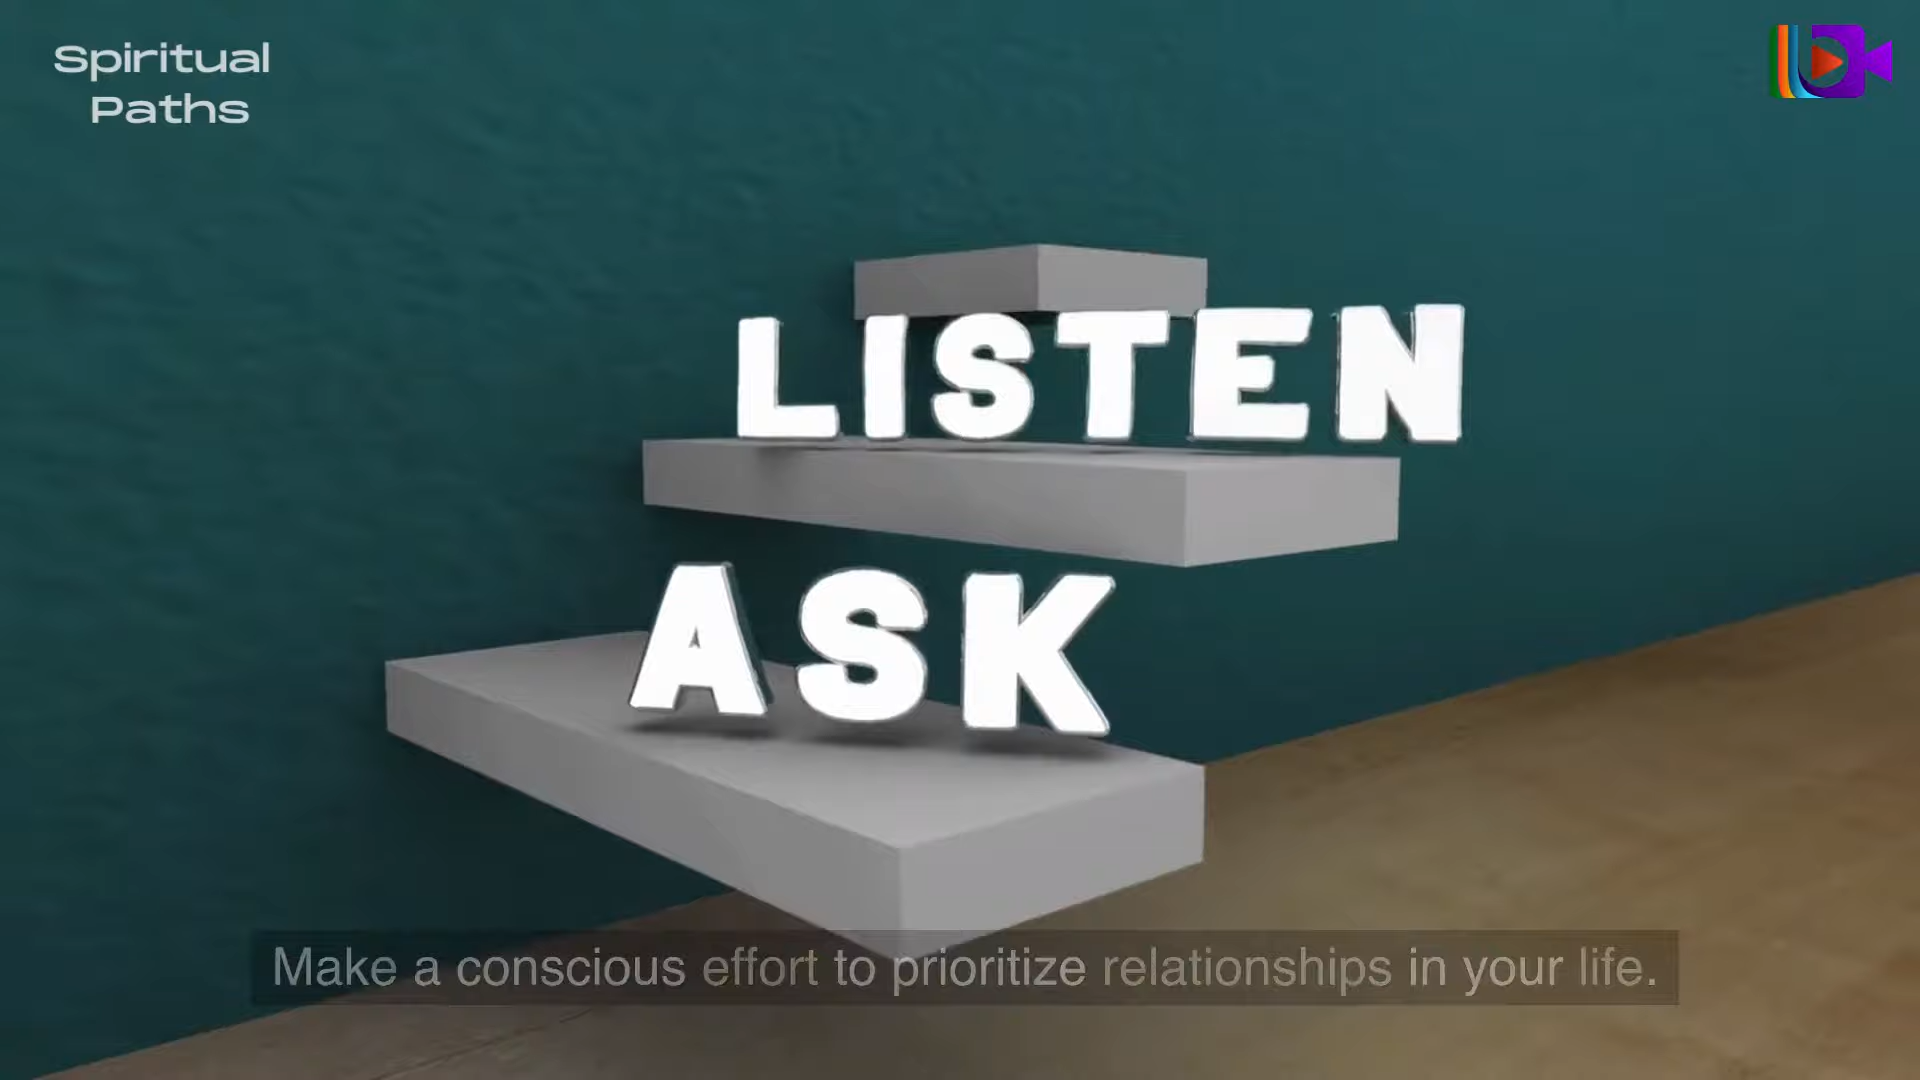 Spiritual
Paths
LISTEN
ASK
Make a conscious effort to prioritize relationships in your life.